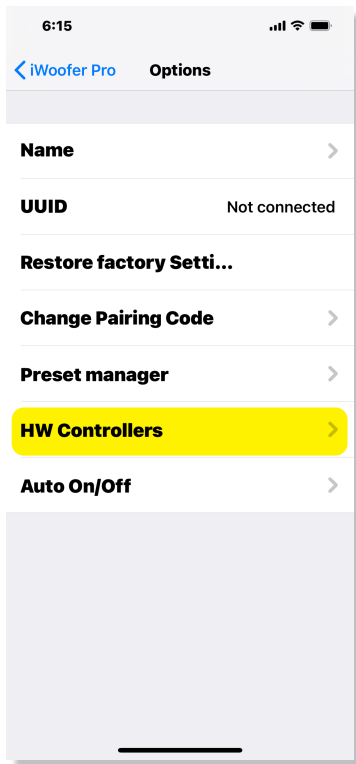 6:15
iWoofer Pro Options
Name
UUID Not connected
Restore factory Setti...
Change Pairing Code
Preset manager
HW Controllers
Auto On/Off